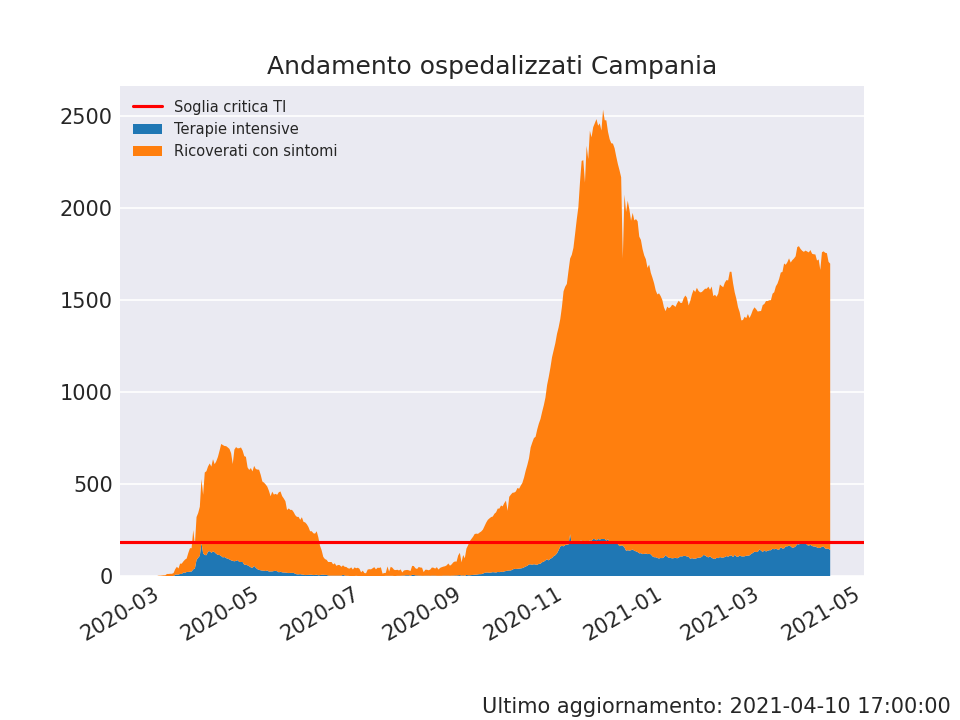 Andamento ospedalizzati Campania
Soglia critica TI
Terapie intensive
Ricoverati con sintomi
2500
2000
1500
1000
500
0
2020-03
2020-05
2020-07
2020-09
2020-11
2021-01
2021-03
2021-05
Ultimo aggiornamento: 2021-04-10 17:00:00